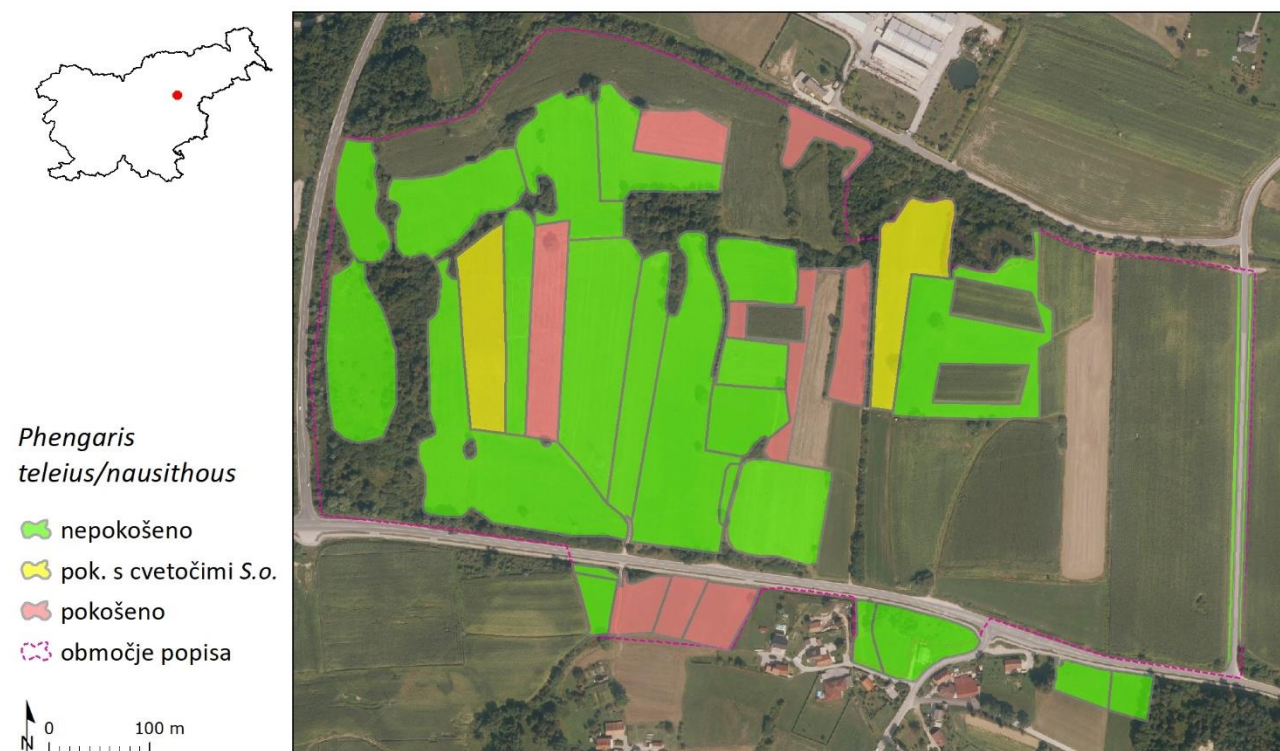 Phengaris
teleius/nausithous
nepokošeno
pok. s cvetočimi S.o.
pokošeno
območje popisa
N
0 100 m